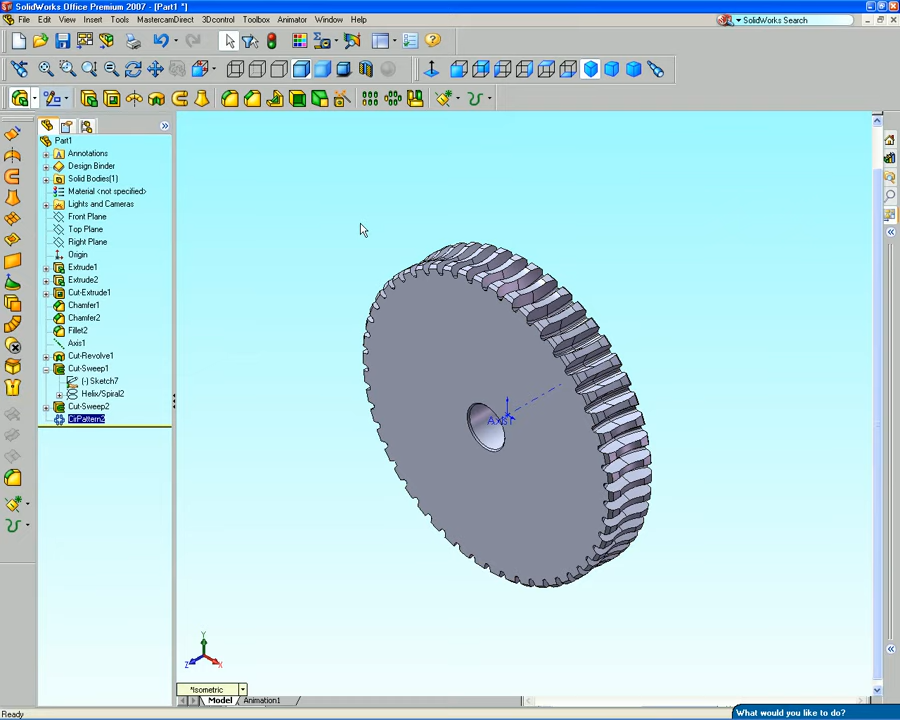 SolidWorks Office Premium 2007 - [Part1 *]
File Edit View Insert Tools MastercamDirect 3Dcontrol Toolbox Animator Window Help
SolidWorks Search
Part1
Annotations
Design Binder
Solid Bodies(1)
Material <not specified>
Lights and Cameras
Front Plane
Top Plane
Right Plane
Origin
Extrude1
Extrude2
Cut-Extrude1
Chamfer1
Chamfer2
Fillet2
Axis1
Cut-Revolve1
Cut-Sweep1
(-) Sketch7
Helix/Spiral2
Cut-Sweep2
CirPattern2
Axis1
Y
Z
X
*Isometric
Model Animation1
Ready
What would you like to do?